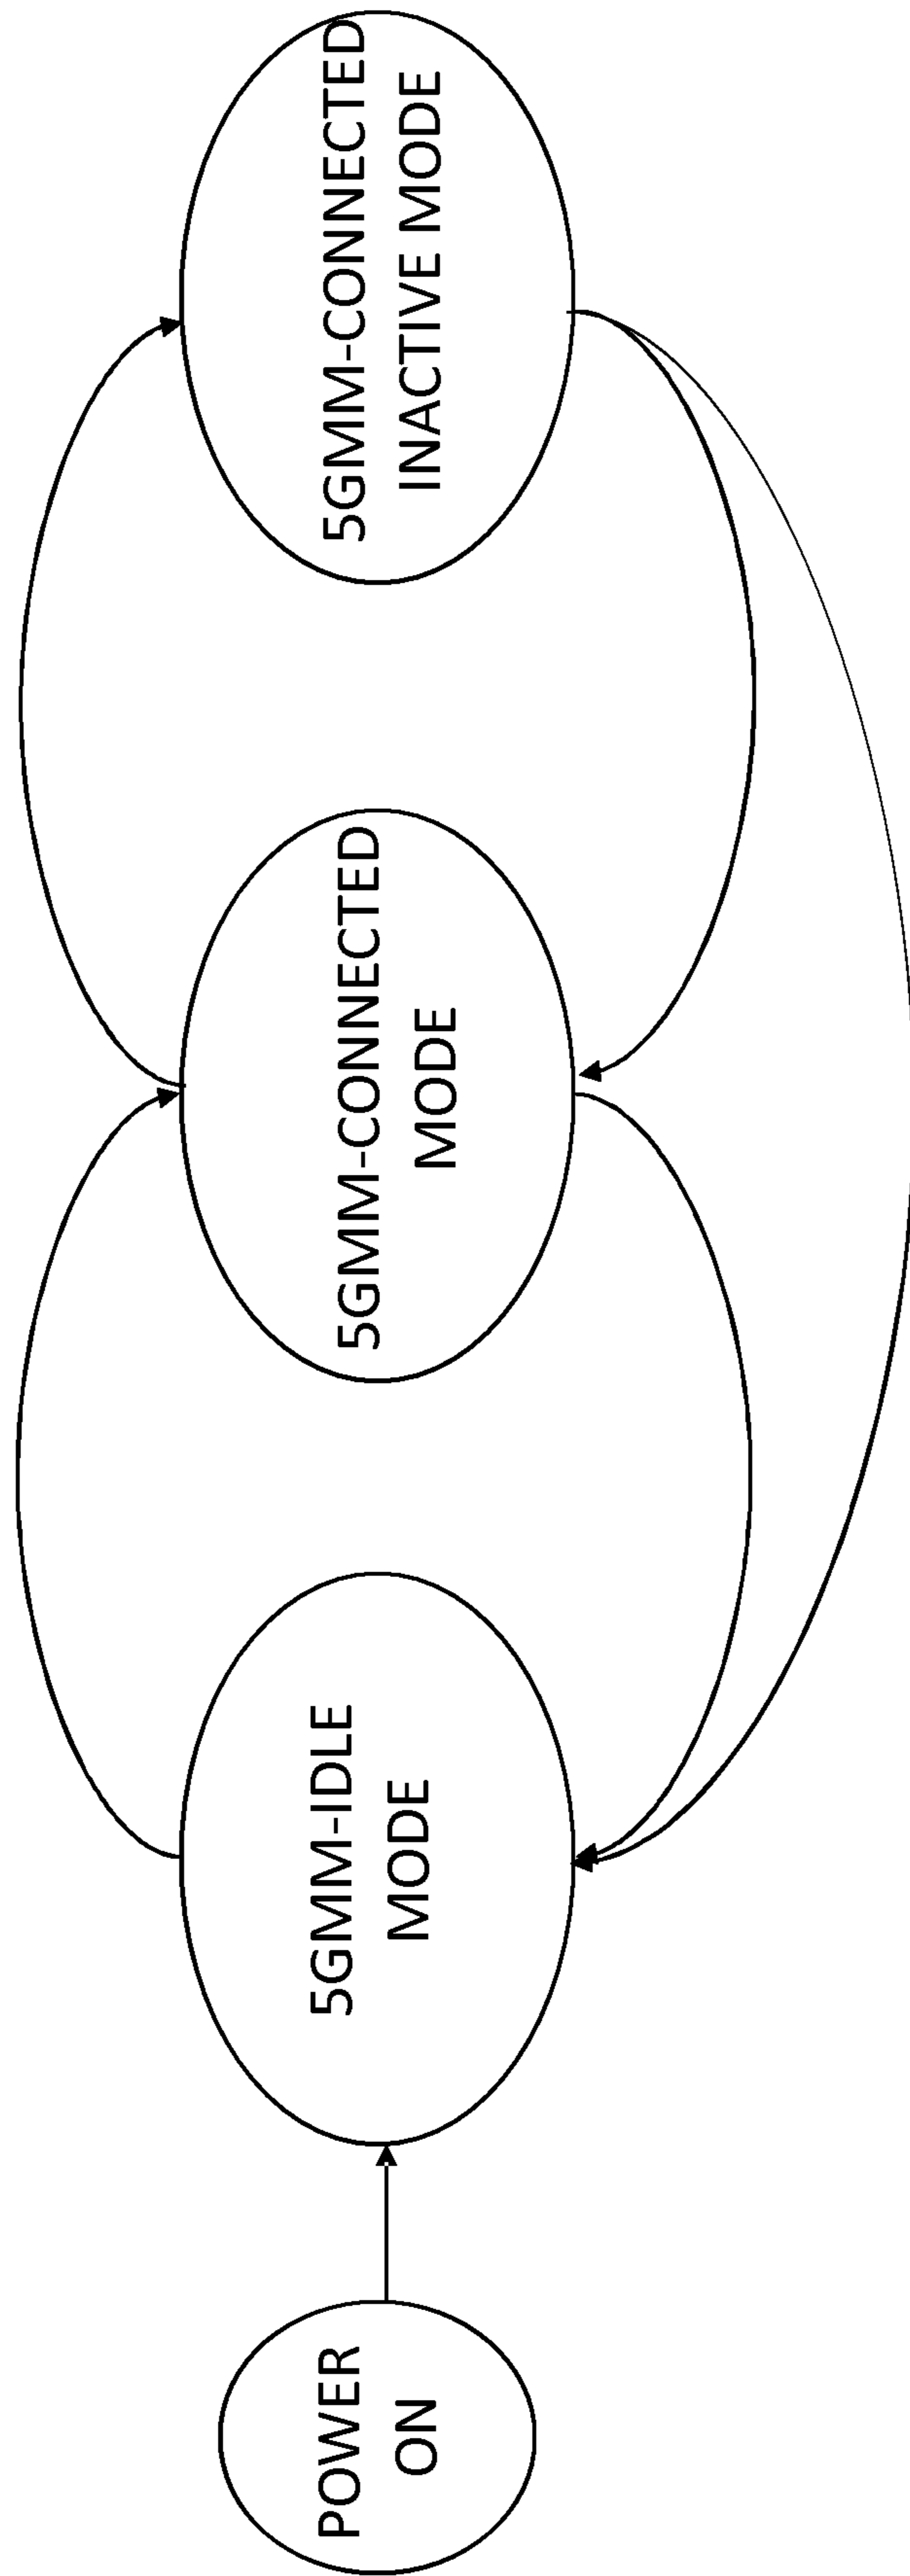 POWER
ON
5GMM-IDLE
MODE
5GMM-CONNECTED
MODE
5GMM-CONNECTED
INACTIVE MODE